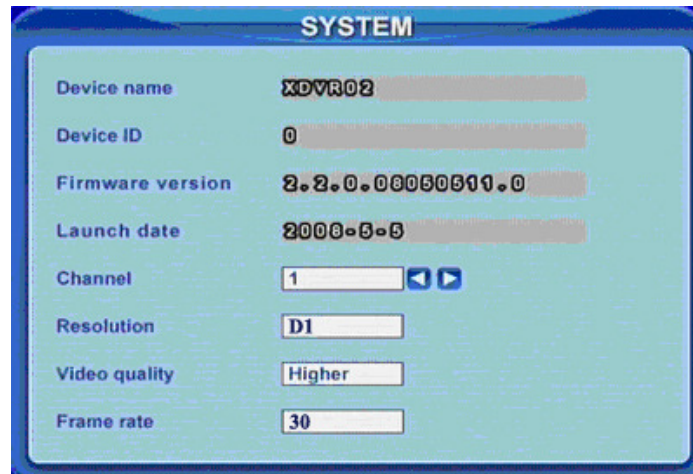 SYSTEM
Device name XDVR02
Device ID 0
Firmware version 2.2.0.08050511.0
Launch date 2008-5-5
Channel 1
Resolution D1
Video quality Higher
Frame rate 30